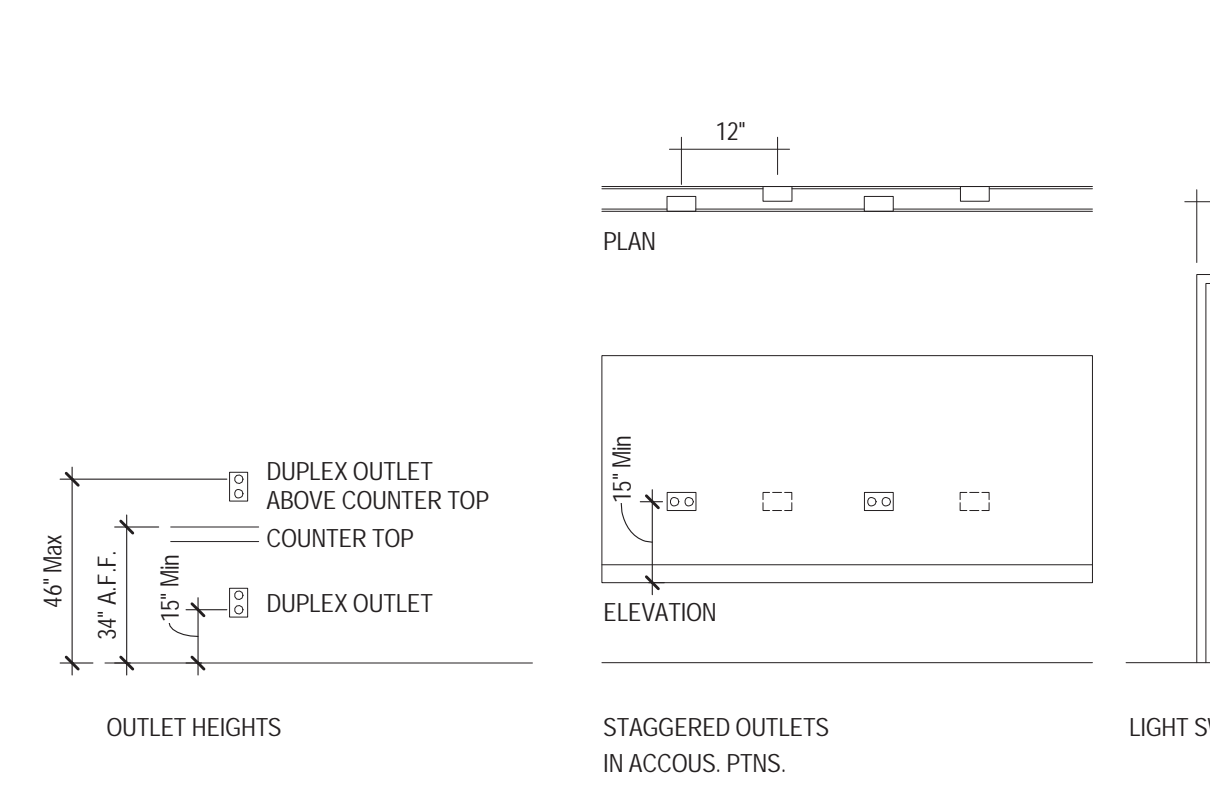 12"
PLAN
15" Min
ELEVATION
STAGGERED OUTLETS
IN ACCOUS. PTNS.
46" Max
34" A.F.F.
15" Min
DUPLEX OUTLET
ABOVE COUNTER TOP
COUNTER TOP
DUPLEX OUTLET
OUTLET HEIGHTS
LIGHT